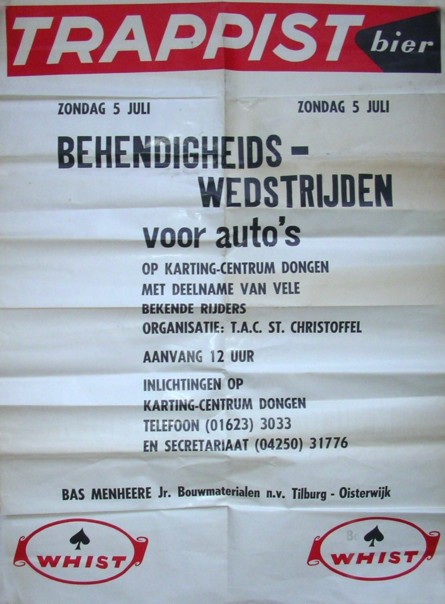 TRAPPIST bier
ZONDAG 5 JULI ZONDAG 5 JULI
BEHENDIGHEIDS -
WEDSTRIJDEN
voor auto's
OP KARTING-CENTRUM DONGEN
MET DEELNAME VAN VELE
BEKENDE RIJDERS
ORGANISATIE: T.A.C. ST. CHRISTOFFEL
AANVANG 12 UUR
INLICHTINGEN OP
KARTING-CENTRUM DONGEN
TELEFOON (01623) 3033
EN SECRETARIAAT (04250) 31776
BAS MENHEERE Jr. Bouwmaterialen n.v. Tilburg - Oisterwijk
WHIST WHIST